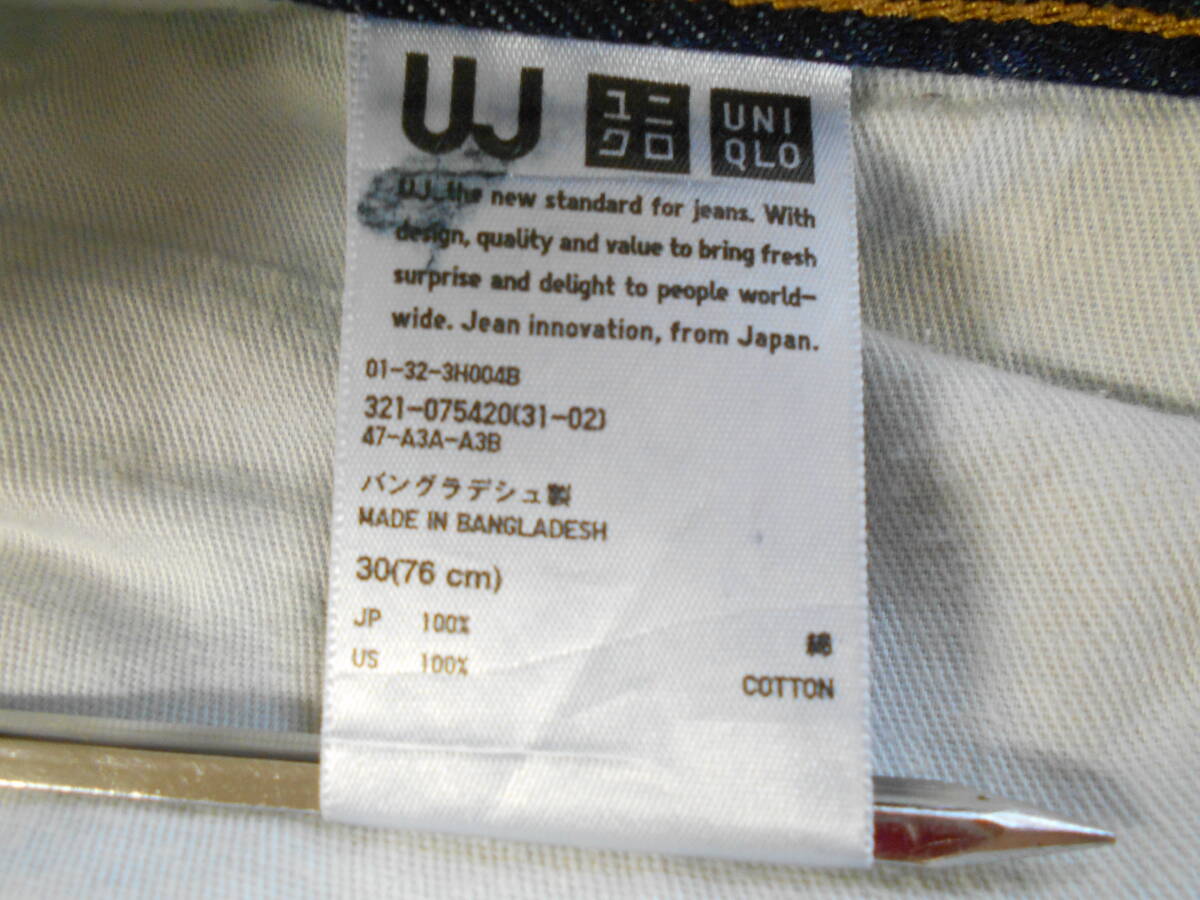 UJ ユニクロ UNIQLO
UJ, the new standard for jeans. With
design, quality and value to bring fresh
surprise and delight to people world-
wide. Jean innovation, from Japan.
01-32-3H004B
321-075420(31-02)
47-A3A-A3B
バングラデシュ製
MADE IN BANGLADESH
30(76 cm)
JP 100% 綿
US 100% COTTON